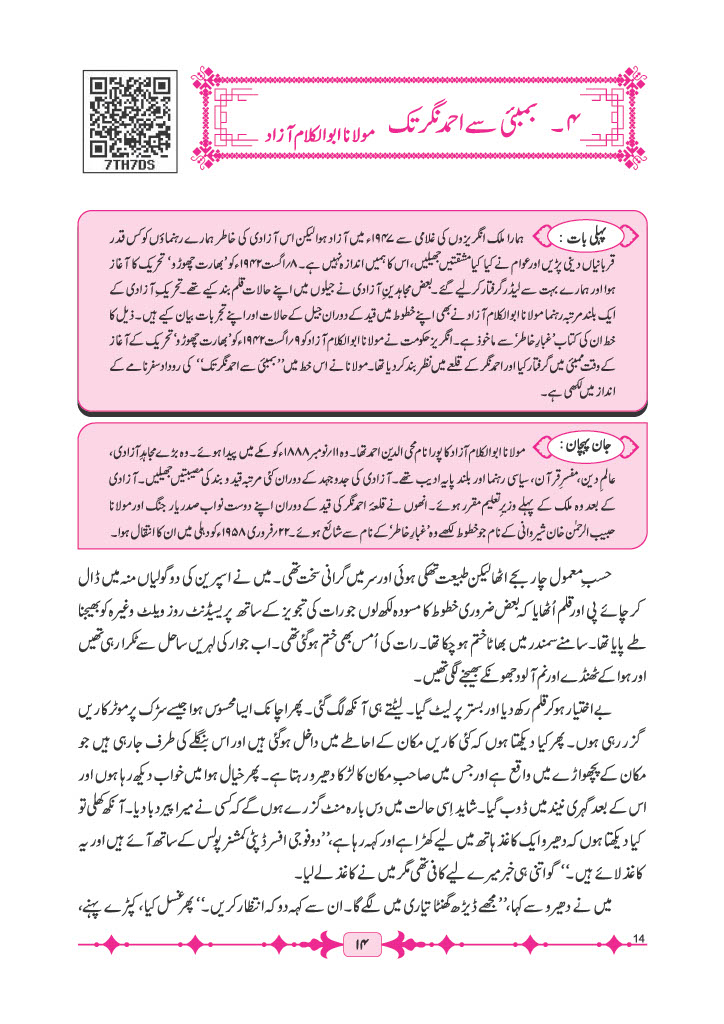 7TH7DS
۴ ۔ بمبئی سے احمد نگر تک مولانا ابوالکلام آزاد
پہلی بات : ہمارا ملک انگریزوں کی غلامی سے ۱۹۴۷ء میں آزاد ہوا لیکن اس آزادی کی خاطر ہمارے رہنماؤں کو کس قدر
قربانیاں دینی پڑیں اور عوام نے کیا کیا مشقتیں جھیلیں، اس کا ہمیں اندازہ نہیں ہے۔ ۸/اگست ۱۹۴۲ء کو ’بھارت چھوڑو‘ تحریک کا آغاز
ہوا اور ہمارے بہت سے لیڈر گرفتار کر لیے گئے۔ بعض مجاہدینِ آزادی نے جیلوں میں اپنے حالات قلم بند کیے تھے۔ تحریکِ آزادی کے
ایک بلند مرتبہ رہنما مولانا ابوالکلام آزاد نے بھی اپنے خطوط میں قید کے دوران جیل کے حالات اور اپنے تجربات بیان کیے ہیں۔ ذیل کا
خط ان کی کتاب ’غبارِ خاطر‘ سے ماخوذ ہے۔ انگریز حکومت نے مولانا ابوالکلام آزاد کو ۹/اگست ۱۹۴۲ء کو ’بھارت چھوڑو‘ تحریک کے آغاز
کے وقت ممبئی میں گرفتار کیا اور احمد نگر کے قلعے میں نظر بند کر دیا تھا۔ مولانا نے اس خط میں ’’بمبئی سے احمد نگر تک‘‘ کی روداد سفرنامے کے
انداز میں لکھی ہے۔
جان پہچان : مولانا ابوالکلام آزاد کا پورا نام محی الدین احمد تھا۔ وہ ۱۱/نومبر ۱۸۸۸ء کو مکے میں پیدا ہوئے۔ وہ بڑے مجاہدِ آزادی،
عالمِ دین، مفسرِ قرآن، سیاسی رہنما اور بلند پایہ ادیب تھے۔ آزادی کی جدوجہد کے دوران کئی مرتبہ قید و بند کی مصیبتیں جھیلیں۔ آزادی
کے بعد وہ ملک کے پہلے وزیرِ تعلیم مقرر ہوئے۔ انھوں نے قلعۂ احمد نگر کی قید کے دوران اپنے دوست نواب صدر یار جنگ اور مولانا
حبیب الرحمٰن خان شیروانی کے نام جو خطوط لکھے وہ ’غبارِ خاطر‘ کے نام سے شائع ہوئے۔ ۲۲/فروری ۱۹۵۸ء کو دہلی میں ان کا انتقال ہوا۔
حسبِ معمول چار بجے اٹھا لیکن طبیعت تھکی ہوئی اور سر میں گرانی سخت تھی۔ میں نے اسپرین کی دو گولیاں منہ میں ڈال
کر چائے پی اور قلم اُٹھایا کہ بعض ضروری خطوط کا مسودہ لکھ لوں جو رات کی تجویز کے ساتھ پریسیڈنٹ روز ویلٹ وغیرہ کو بھیجنا
طے پایا تھا۔ سامنے سمندر میں بھاٹا ختم ہو چکا تھا۔ رات کی اُمس بھی ختم ہوگئی تھی۔ اب جوار کی لہریں ساحل سے ٹکرا رہی تھیں
اور ہوا کے ٹھنڈے اور نم آلود جھونکے بھیجنے لگی تھیں۔
بے اختیار ہو کر قلم رکھ دیا اور بستر پر لیٹ گیا۔ لیٹتے ہی آنکھ لگ گئی۔ پھر اچانک ایسا محسوس ہوا جیسے سڑک پر موٹر کاریں
گزر رہی ہوں۔ پھر کیا دیکھتا ہوں کہ کئی کاریں مکان کے احاطے میں داخل ہوگئی ہیں اور اس بنگلے کی طرف جارہی ہیں جو
مکان کے پچھواڑے میں واقع ہے اور جس میں صاحبِ مکان کا لڑکا دھیرو رہتا ہے۔ پھر خیال ہوا میں خواب دیکھ رہا ہوں اور
اس کے بعد گہری نیند میں ڈوب گیا۔ شاید اِسی حالت میں دس بارہ منٹ گزرے ہوں گے کہ کسی نے میرا پیر دبا دیا۔ آنکھ کھلی تو
کیا دیکھتا ہوں کہ دھیرو ایک کاغذ ہاتھ میں لیے کھڑا ہے اور کہہ رہا ہے، ’’دو فوجی افسر ڈپٹی کمشنر پولس کے ساتھ آئے ہیں اور یہ
کاغذ لائے ہیں۔‘‘ گو اتنی ہی خبر میرے لیے کافی تھی مگر میں نے کاغذ لے لیا۔
میں نے دھیرو سے کہا، ’’مجھے ڈیڑھ گھنٹا تیاری میں لگے گا۔ ان سے کہہ دو کہ انتظار کریں۔‘‘ پھر غسل کیا، کپڑے پہنے،
۱۴
14